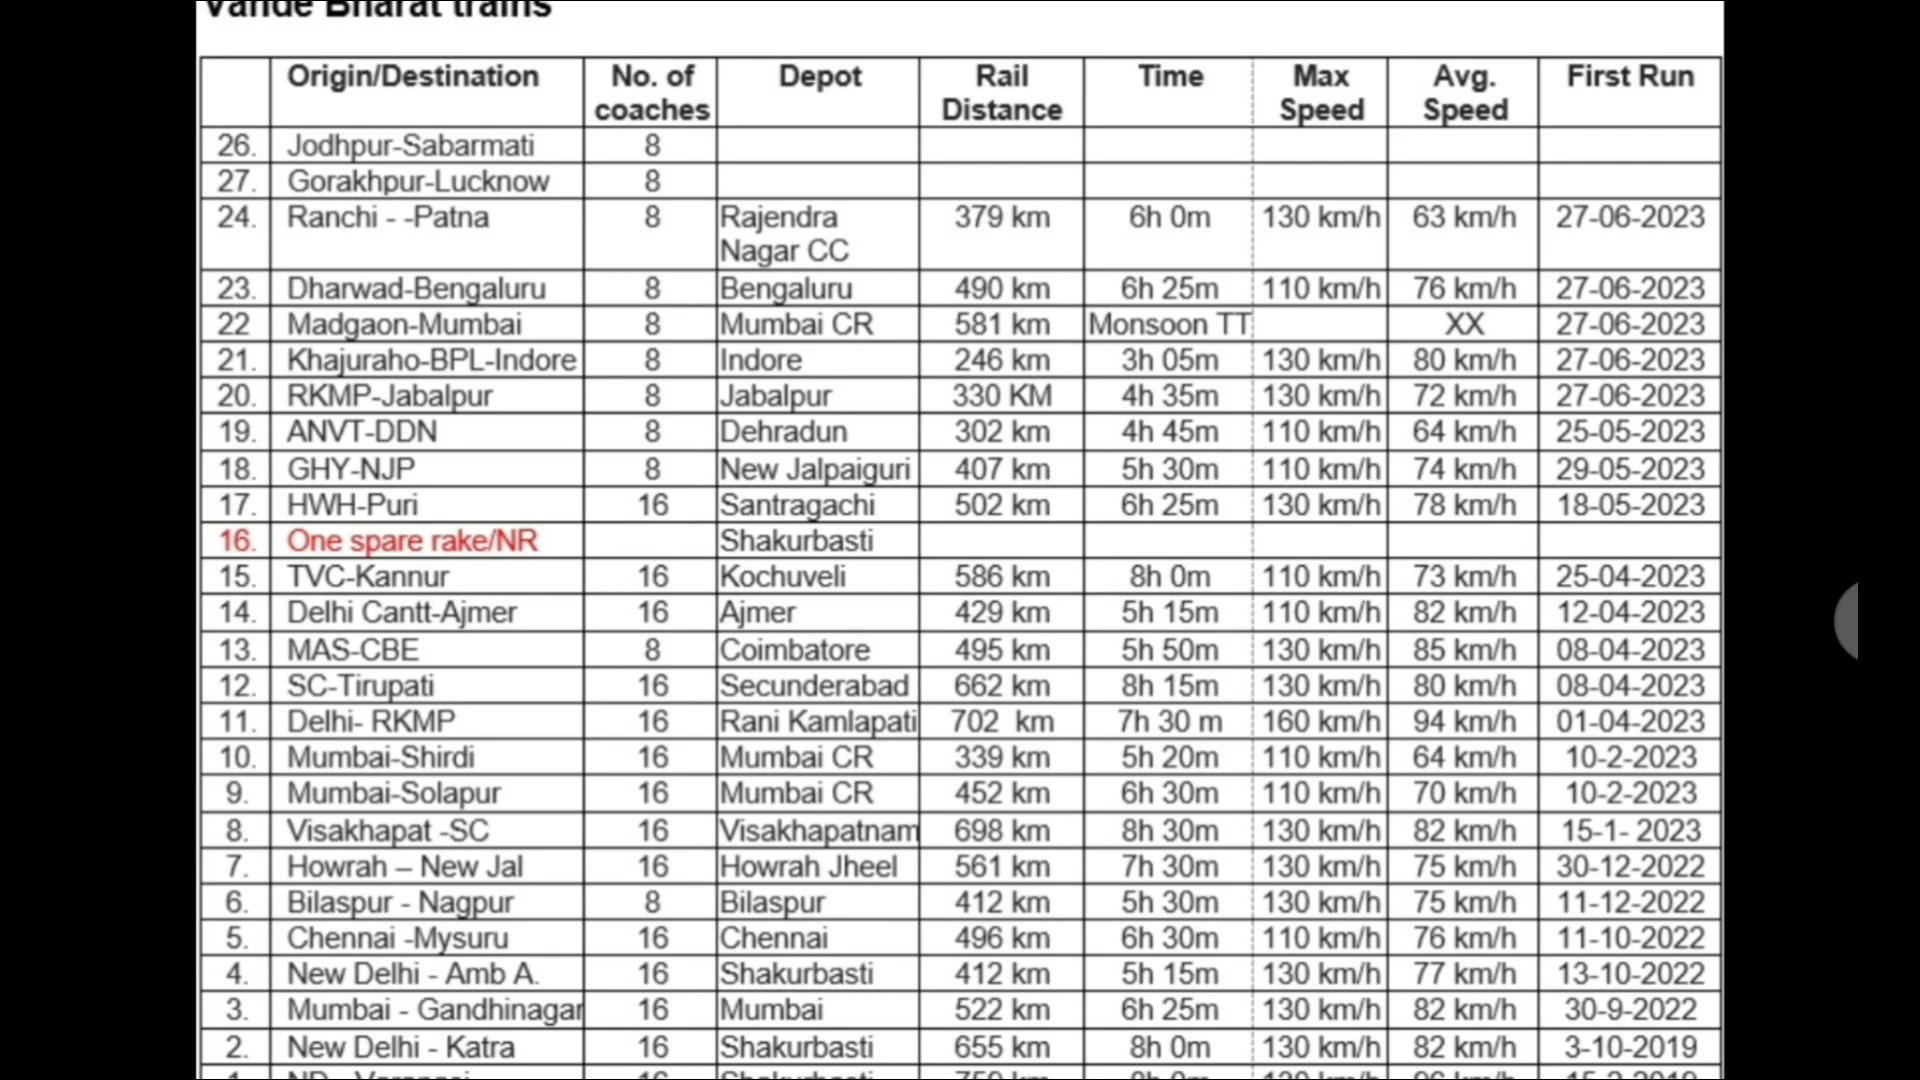 Vande Bharat trains
Origin/Destination No. of coaches Depot Rail Distance Time Max Speed Avg. Speed First Run
26. Jodhpur-Sabarmati 8
27. Gorakhpur-Lucknow 8
24. Ranchi - -Patna 8 Rajendra Nagar CC 379 km 6h 0m 130 km/h 63 km/h 27-06-2023
23. Dharwad-Bengaluru 8 Bengaluru 490 km 6h 25m 110 km/h 76 km/h 27-06-2023
22 Madgaon-Mumbai 8 Mumbai CR 581 km Monsoon TT XX 27-06-2023
21. Khajuraho-BPL-Indore 8 Indore 246 km 3h 05m 130 km/h 80 km/h 27-06-2023
20. RKMP-Jabalpur 8 Jabalpur 330 KM 4h 35m 130 km/h 72 km/h 27-06-2023
19. ANVT-DDN 8 Dehradun 302 km 4h 45m 110 km/h 64 km/h 25-05-2023
18. GHY-NJP 8 New Jalpaiguri 407 km 5h 30m 110 km/h 74 km/h 29-05-2023
17. HWH-Puri 16 Santragachi 502 km 6h 25m 130 km/h 78 km/h 18-05-2023
16. One spare rake/NR Shakurbasti
15. TVC-Kannur 16 Kochuveli 586 km 8h 0m 110 km/h 73 km/h 25-04-2023
14. Delhi Cantt-Ajmer 16 Ajmer 429 km 5h 15m 110 km/h 82 km/h 12-04-2023
13. MAS-CBE 8 Coimbatore 495 km 5h 50m 130 km/h 85 km/h 08-04-2023
12. SC-Tirupati 16 Secunderabad 662 km 8h 15m 130 km/h 80 km/h 08-04-2023
11. Delhi- RKMP 16 Rani Kamlapati 702 km 7h 30 m 160 km/h 94 km/h 01-04-2023
10. Mumbai-Shirdi 16 Mumbai CR 339 km 5h 20m 110 km/h 64 km/h 10-2-2023
9. Mumbai-Solapur 16 Mumbai CR 452 km 6h 30m 110 km/h 70 km/h 10-2-2023
8. Visakhapat -SC 16 Visakhapatnam 698 km 8h 30m 130 km/h 82 km/h 15-1- 2023
7. Howrah – New Jal 16 Howrah Jheel 561 km 7h 30m 130 km/h 75 km/h 30-12-2022
6. Bilaspur - Nagpur 8 Bilaspur 412 km 5h 30m 130 km/h 75 km/h 11-12-2022
5. Chennai -Mysuru 16 Chennai 496 km 6h 30m 110 km/h 76 km/h 11-10-2022
4. New Delhi - Amb A. 16 Shakurbasti 412 km 5h 15m 130 km/h 77 km/h 13-10-2022
3. Mumbai - Gandhinagar 16 Mumbai 522 km 6h 25m 130 km/h 82 km/h 30-9-2022
2. New Delhi - Katra 16 Shakurbasti 655 km 8h 0m 130 km/h 82 km/h 3-10-2019